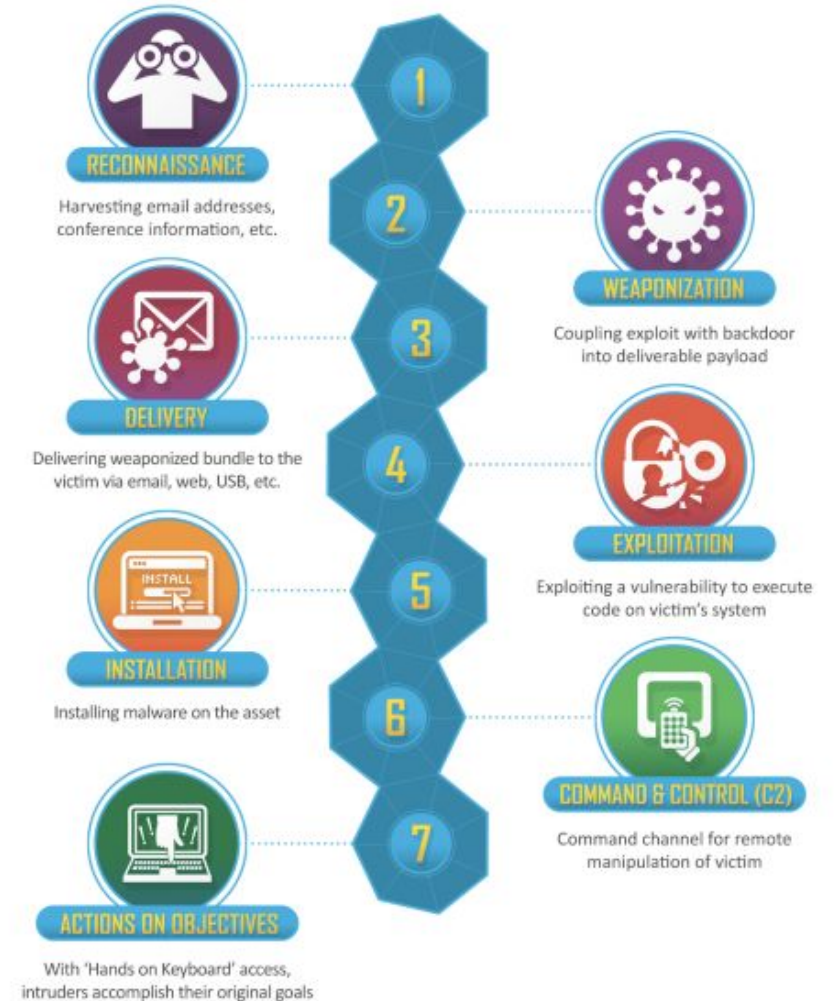 1
RECONNAISSANCE
Harvesting email addresses,
conference information, etc.
2
WEAPONIZATION
Coupling exploit with backdoor
into deliverable payload
3
DELIVERY
Delivering weaponized bundle to the
victim via email, web, USB, etc.
4
EXPLOITATION
Exploiting a vulnerability to execute
code on victim's system
5
INSTALL
INSTALLATION
Installing malware on the asset
6
COMMAND & CONTROL (C2)
Command channel for remote
manipulation of victim
7
ACTIONS ON OBJECTIVES
With 'Hands on Keyboard' access,
intruders accomplish their original goals